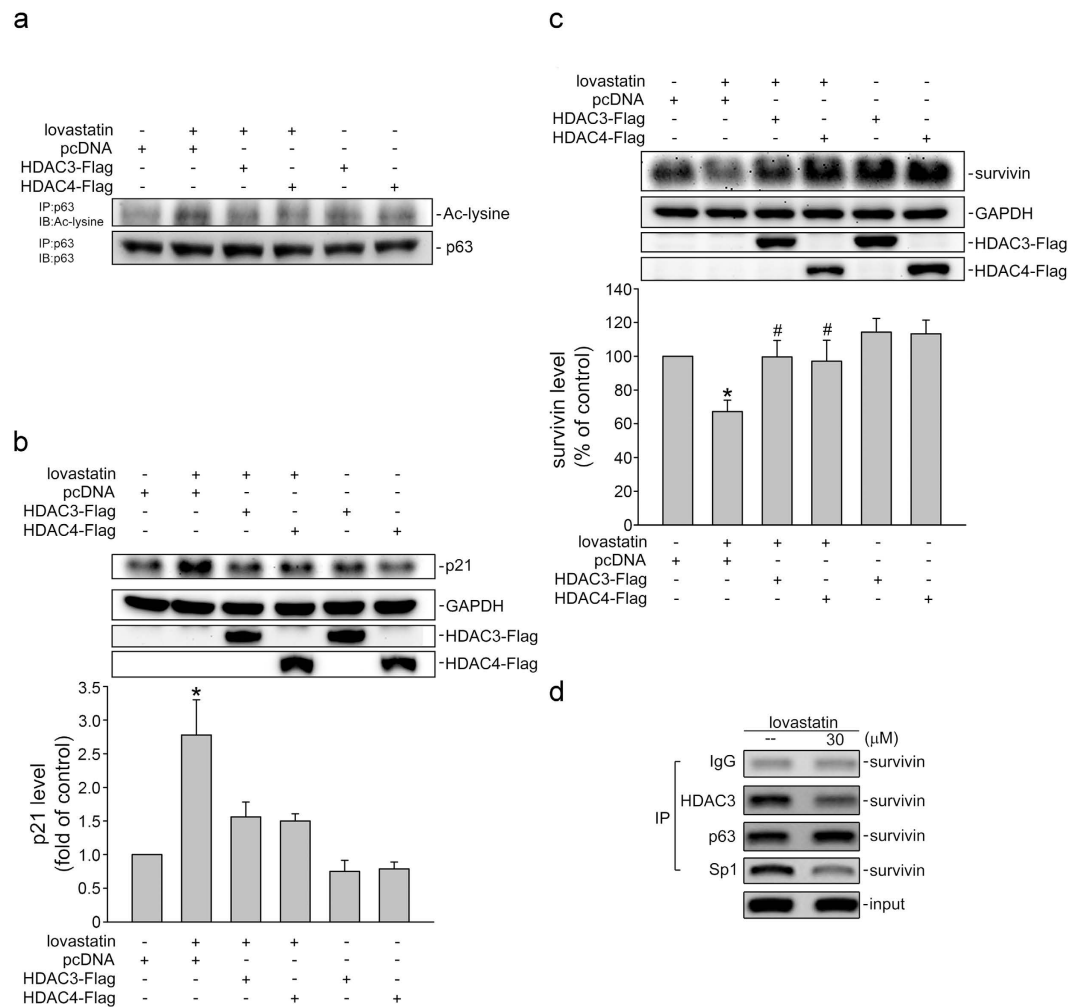 a
lovastatin - + + + - -
pcDNA + + - - - -
HDAC3-Flag - - + - + -
HDAC4-Flag - - - + - +
IP:p63
IB:Ac-lysine
-Ac-lysine
IP:p63
IB:p63
- p63
b
lovastatin - + + + - -
pcDNA + + - - - -
HDAC3-Flag - - + - + -
HDAC4-Flag - - - + - +
-p21
-GAPDH
-HDAC3-Flag
-HDAC4-Flag
p21 level
(fold of control)
3.5
3.0
2.5
2.0
1.5
1.0
0.5
0
*
lovastatin - + + + - -
pcDNA + + - - - -
HDAC3-Flag - - + - + -
HDAC4-Flag - - - + - +
c
lovastatin - + + + - -
pcDNA + + - - - -
HDAC3-Flag - - + - + -
HDAC4-Flag - - - + - +
-survivin
-GAPDH
-HDAC3-Flag
-HDAC4-Flag
survivin level
(% of control)
140
120
100
80
60
40
20
0
* # #
lovastatin - + + + - -
pcDNA + + - - - -
HDAC3-Flag - - + - + -
HDAC4-Flag - - - + - +
d
lovastatin
-- 30 (μM)
IP
IgG -survivin
HDAC3 -survivin
p63 -survivin
Sp1 -survivin
-input